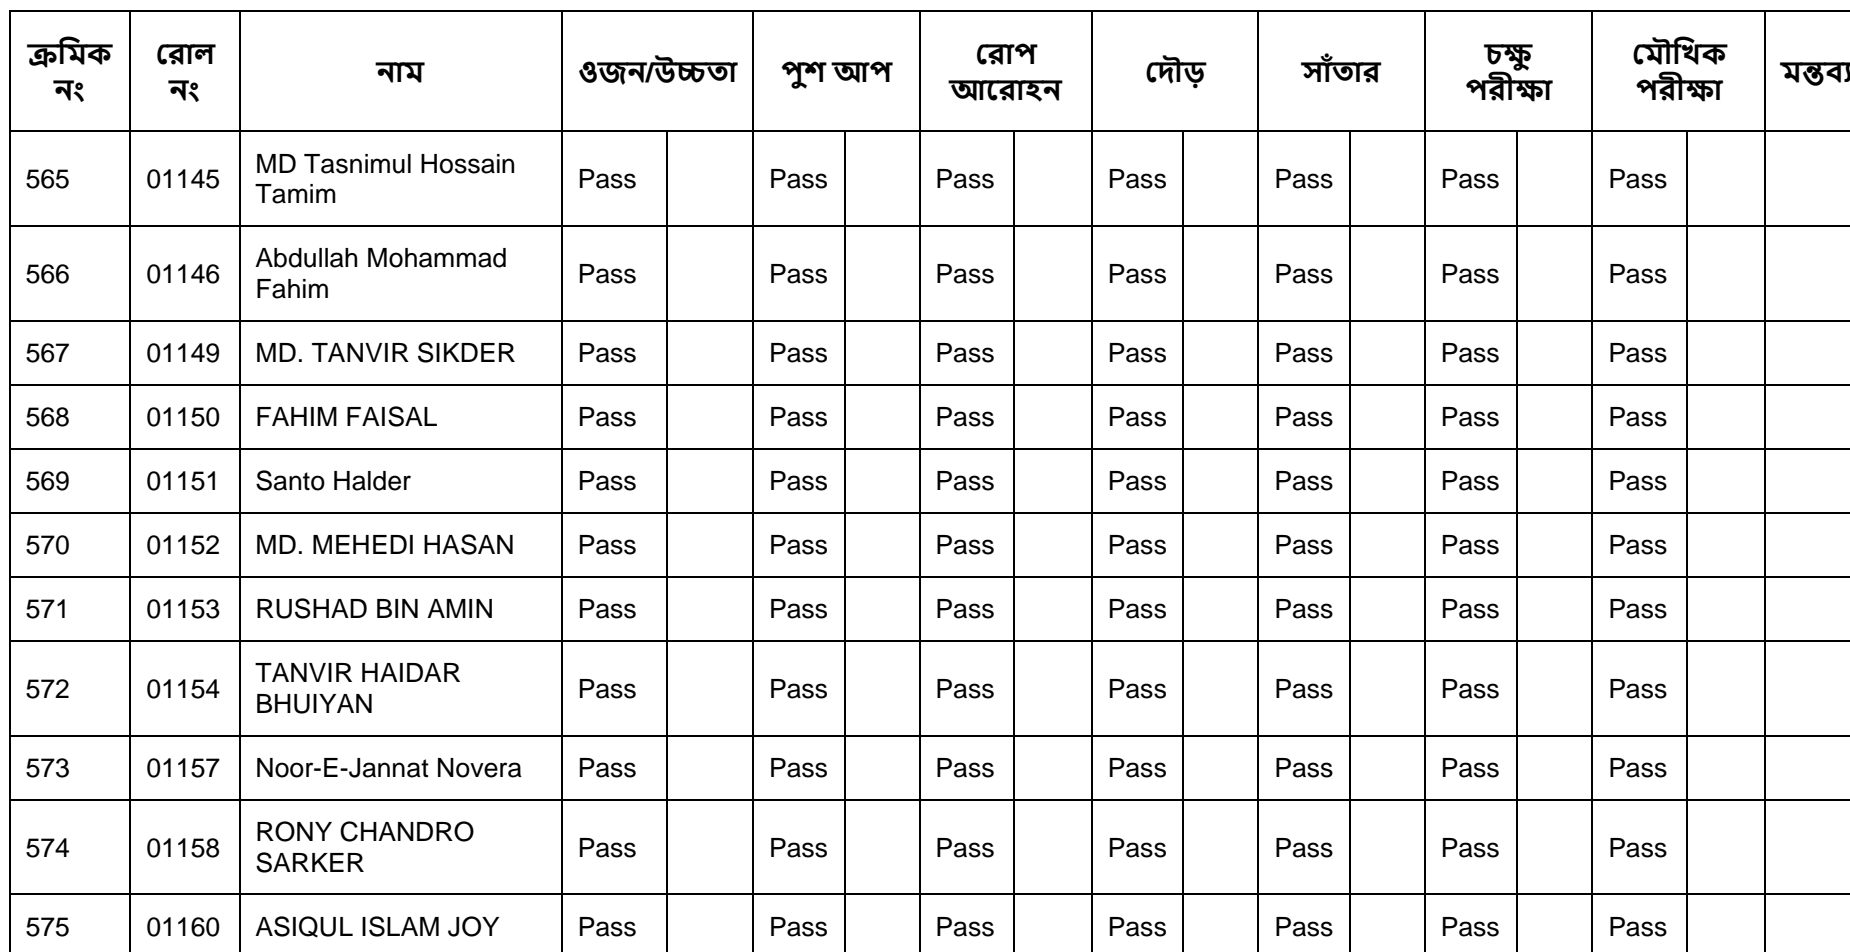 ক্রমিক নং রোল নং নাম ওজন/উচ্চতা পুশ আপ রোপ আরোহন দৌড় সাঁতার চক্ষু পরীক্ষা মৌখিক পরীক্ষা মন্তব্য
565 01145 MD Tasnimul Hossain Tamim Pass Pass Pass Pass Pass Pass Pass
566 01146 Abdullah Mohammad Fahim Pass Pass Pass Pass Pass Pass Pass
567 01149 MD. TANVIR SIKDER Pass Pass Pass Pass Pass Pass Pass
568 01150 FAHIM FAISAL Pass Pass Pass Pass Pass Pass Pass
569 01151 Santo Halder Pass Pass Pass Pass Pass Pass Pass
570 01152 MD. MEHEDI HASAN Pass Pass Pass Pass Pass Pass Pass
571 01153 RUSHAD BIN AMIN Pass Pass Pass Pass Pass Pass Pass
572 01154 TANVIR HAIDAR BHUIYAN Pass Pass Pass Pass Pass Pass Pass
573 01157 Noor-E-Jannat Novera Pass Pass Pass Pass Pass Pass Pass
574 01158 RONY CHANDRO SARKER Pass Pass Pass Pass Pass Pass Pass
575 01160 ASIQUL ISLAM JOY Pass Pass Pass Pass Pass Pass Pass